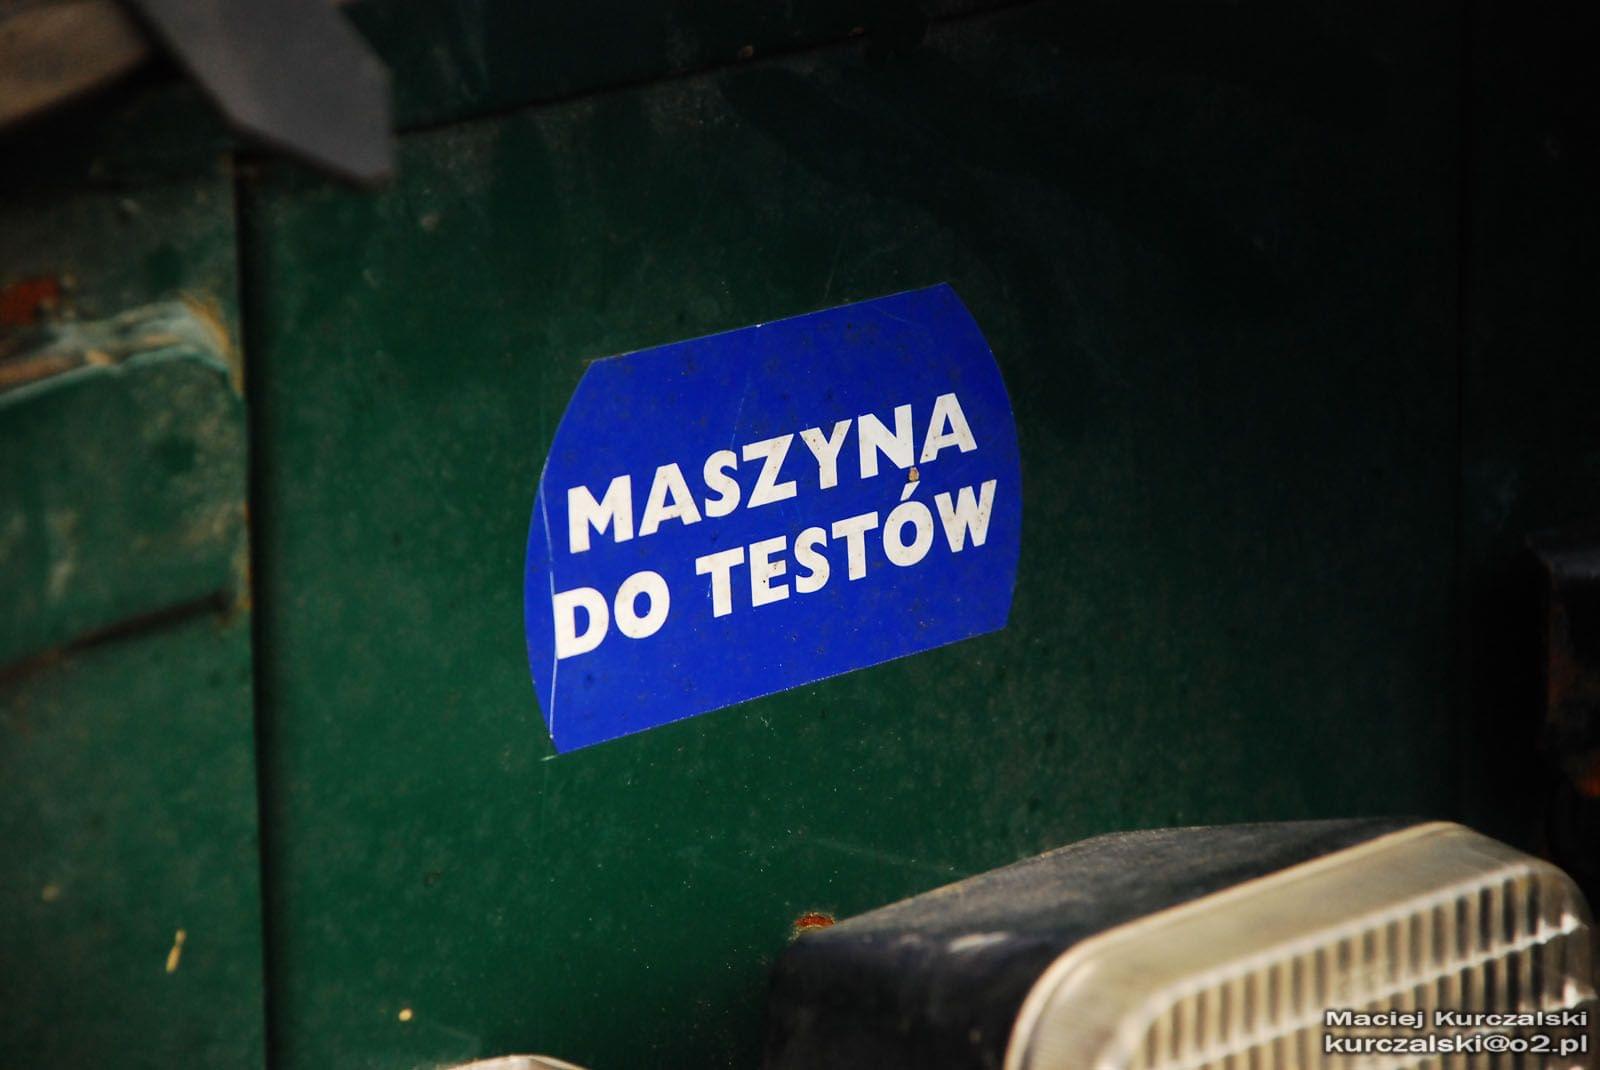 MASZYNA
DO TESTÓW
Maciej Kurczalski
kurczalski@o2.pl